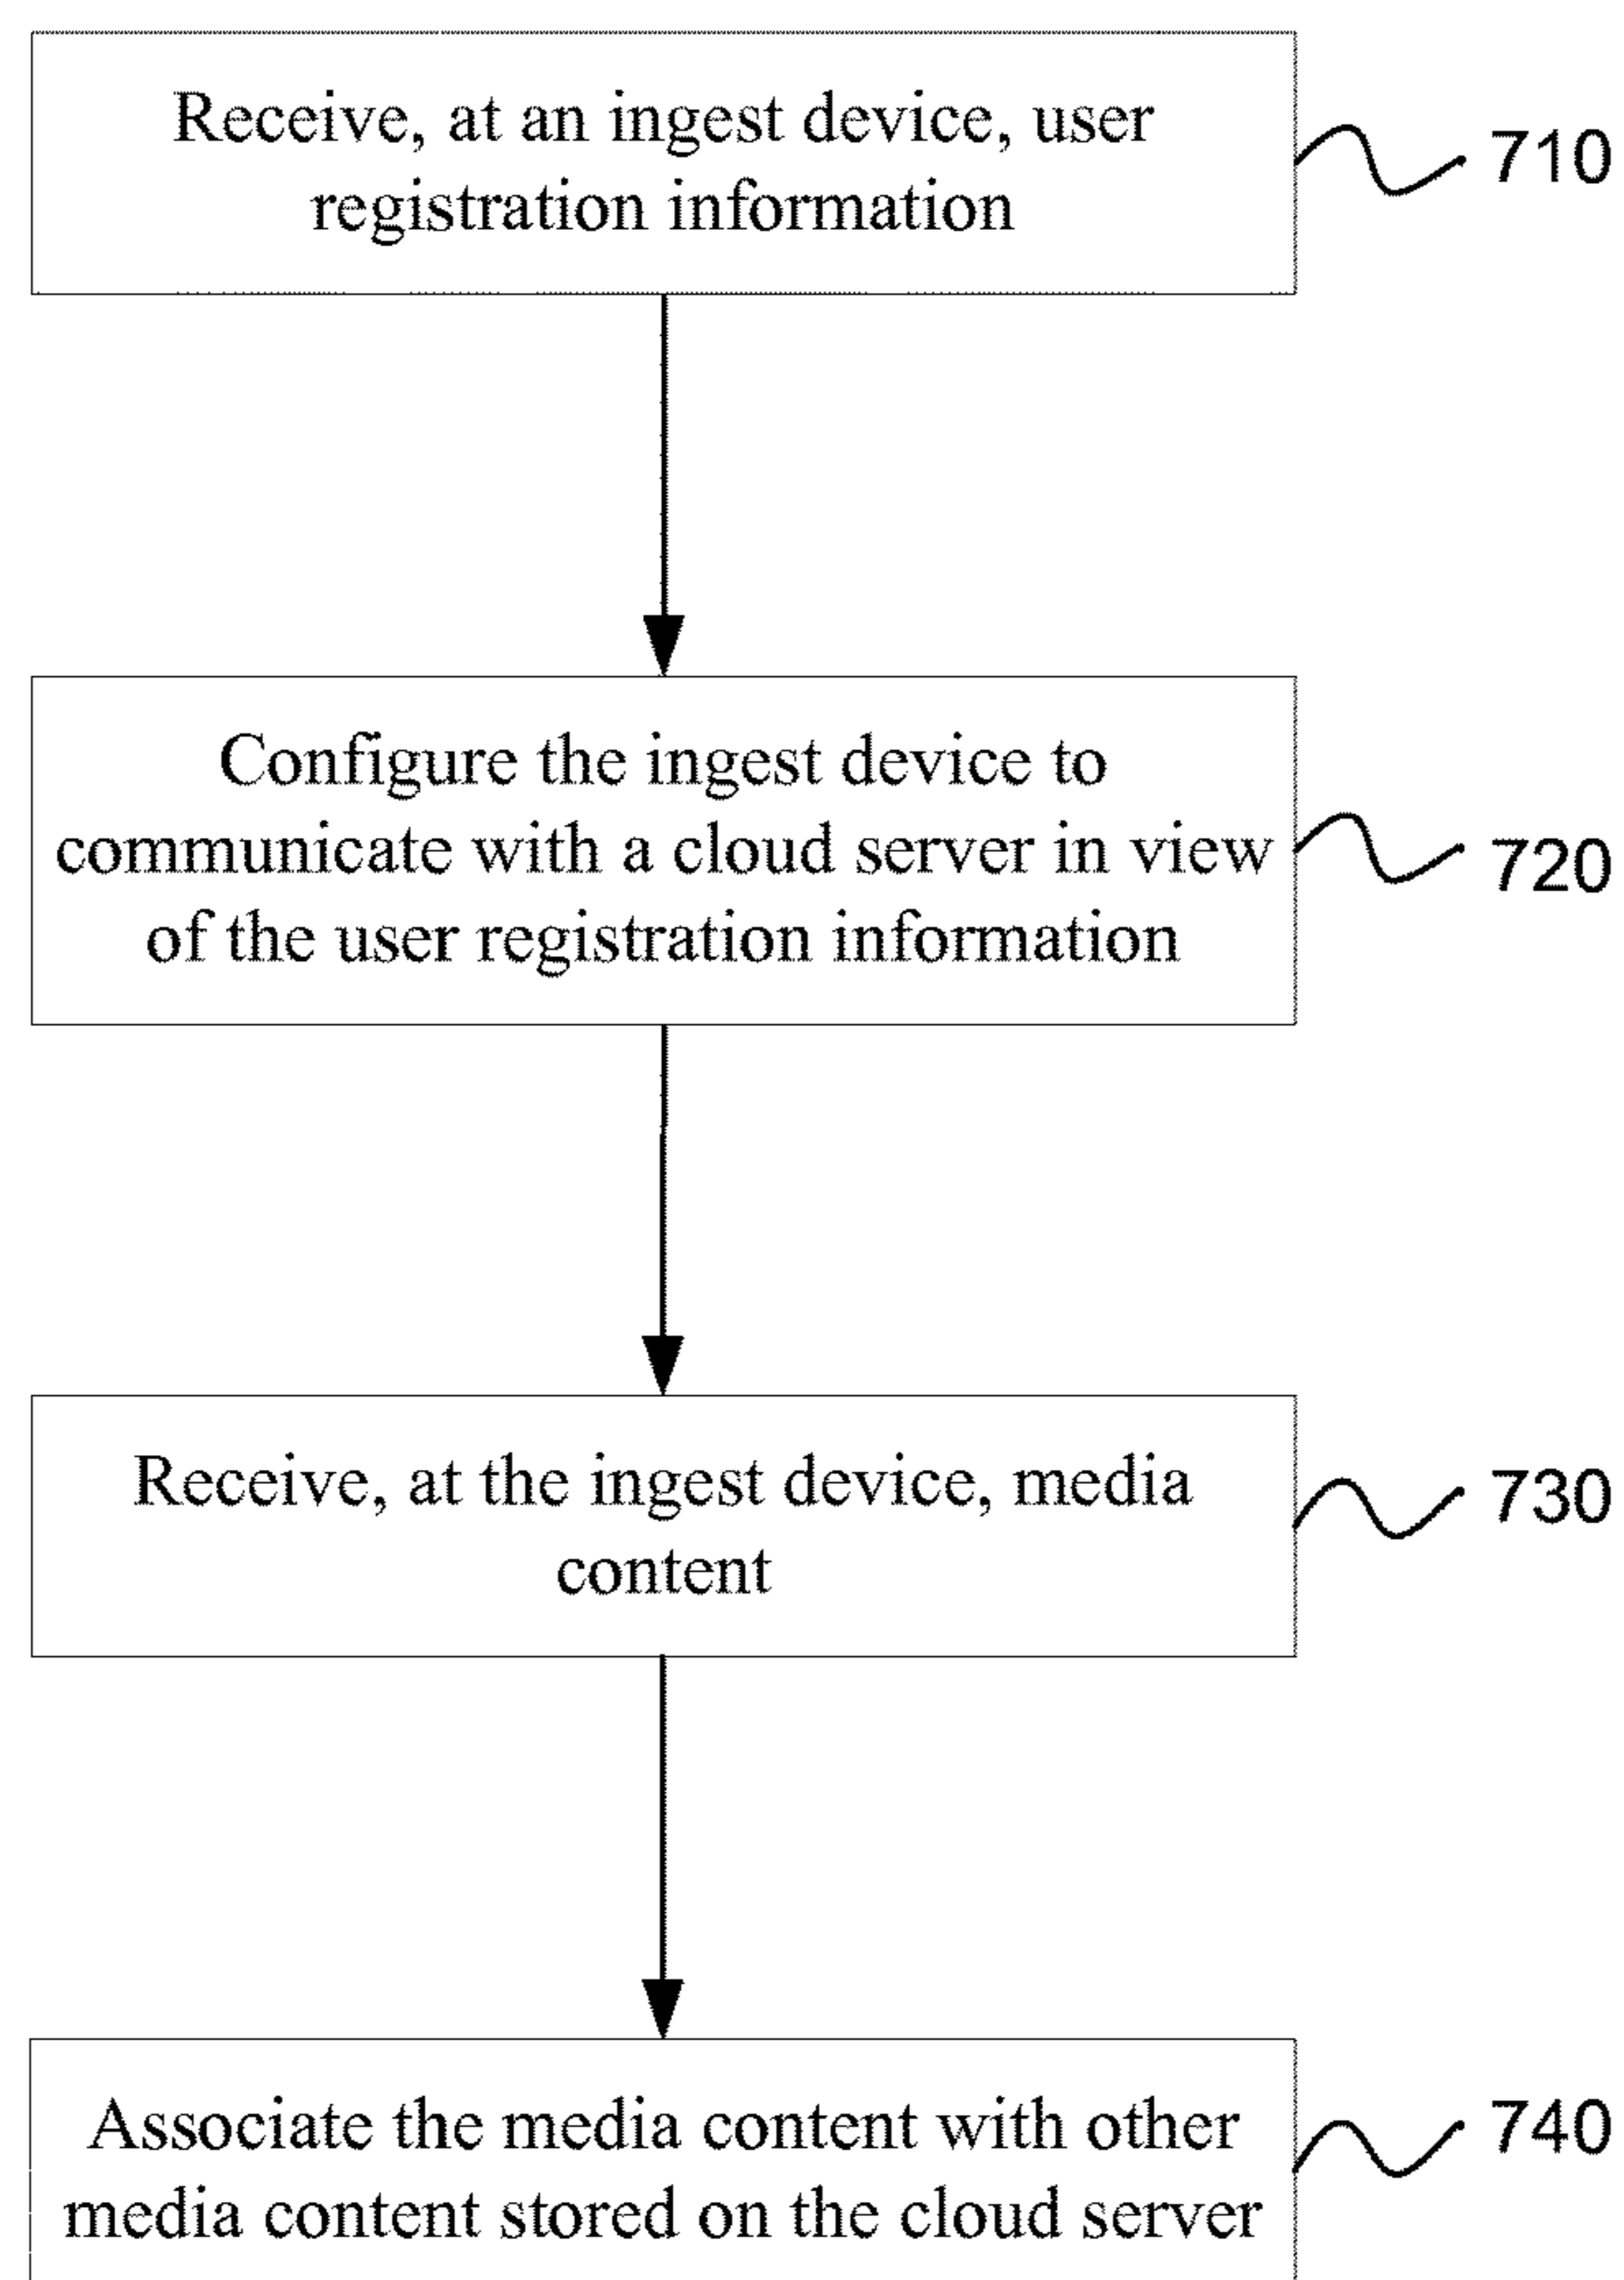 Receive, at an ingest device, user
registration information
710
Configure the ingest device to
communicate with a cloud server in view
of the user registration information
720
Receive, at the ingest device, media
content
730
Associate the media content with other
media content stored on the cloud server
740